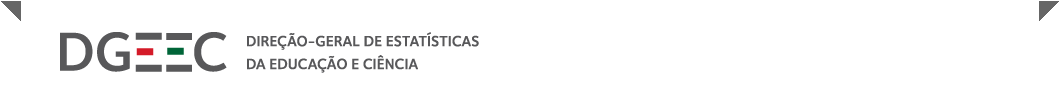 DGEEC
DIREÇÃO-GERAL DE ESTATÍSTICAS
DA EDUCAÇÃO E CIÊNCIA